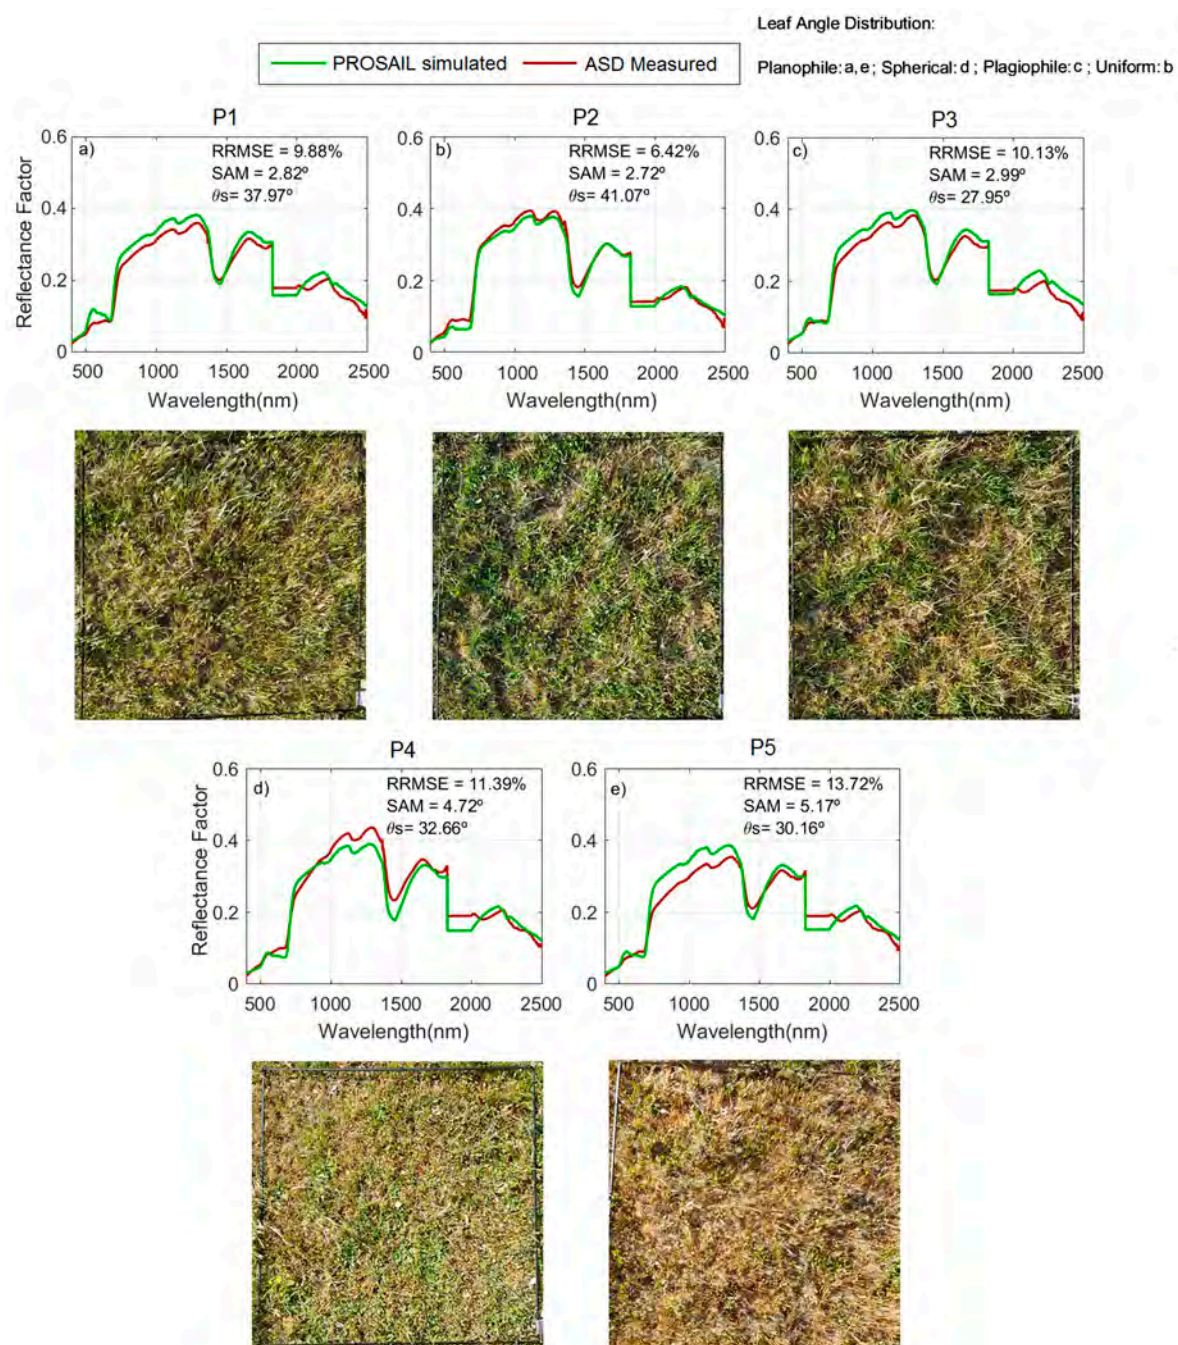 Leaf Angle Distribution:
PROSAIL simulated ASD Measured
Planophile: a, e ; Spherical: d ; Plagiophile: c ; Uniform: b
P1
0.6
a)
RRMSE = 9.88%
SAM = 2.82º
θs= 37.97º
0.4
0.2
0
Reflectance Factor
500 1000 1500 2000 2500
Wavelength(nm)
P2
0.6
b)
RRMSE = 6.42%
SAM = 2.72º
θs= 41.07º
0.4
0.2
0
500 1000 1500 2000 2500
Wavelength(nm)
P3
0.6
c)
RRMSE = 10.13%
SAM = 2.99º
θs= 27.95º
0.4
0.2
0
500 1000 1500 2000 2500
Wavelength(nm)
P4
0.6
d)
RRMSE = 11.39%
SAM = 4.72º
θs= 32.66º
0.4
0.2
0
Reflectance Factor
500 1000 1500 2000 2500
Wavelength(nm)
P5
0.6
e)
RRMSE = 13.72%
SAM = 5.17º
θs= 30.16º
0.4
0.2
0
500 1000 1500 2000 2500
Wavelength(nm)